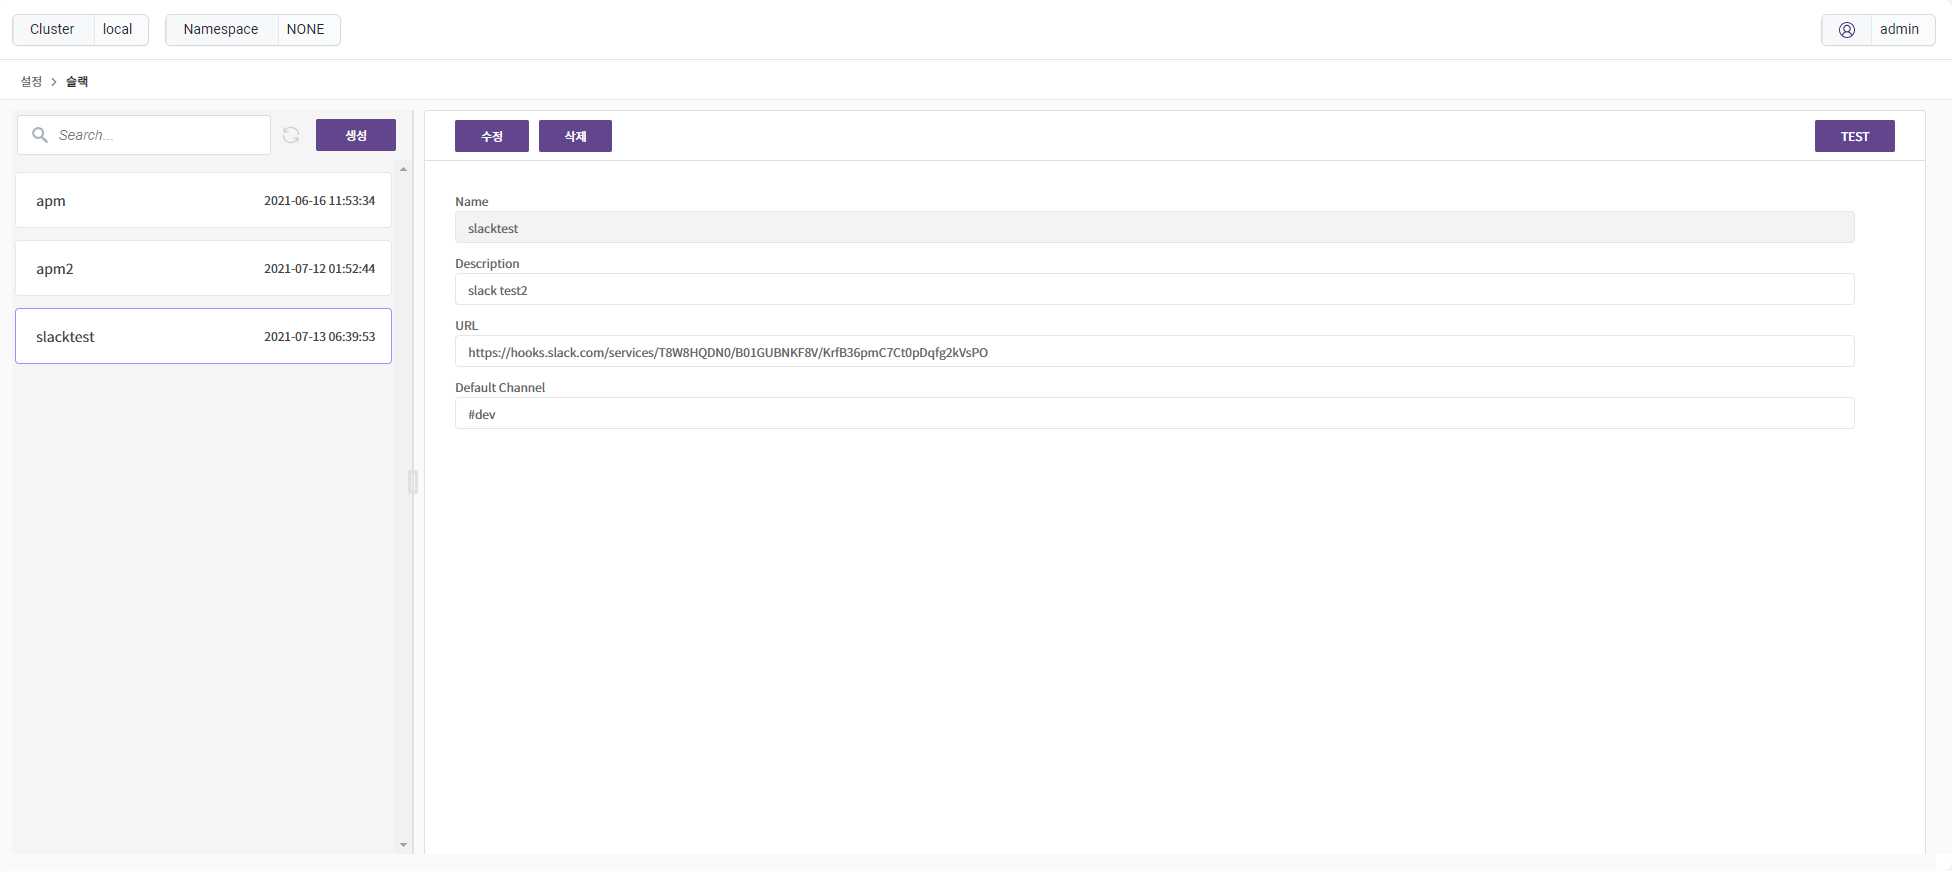 Cluster local Namespace NONE admin
설정 > 슬랙
Search... 생성 수정 삭제 TEST
apm 2021-06-16 11:53:34
apm2 2021-07-12 01:52:44
slacktest 2021-07-13 06:39:53
Name
slacktest
Description
slack test2
URL
https://hooks.slack.com/services/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
Default Channel
#dev